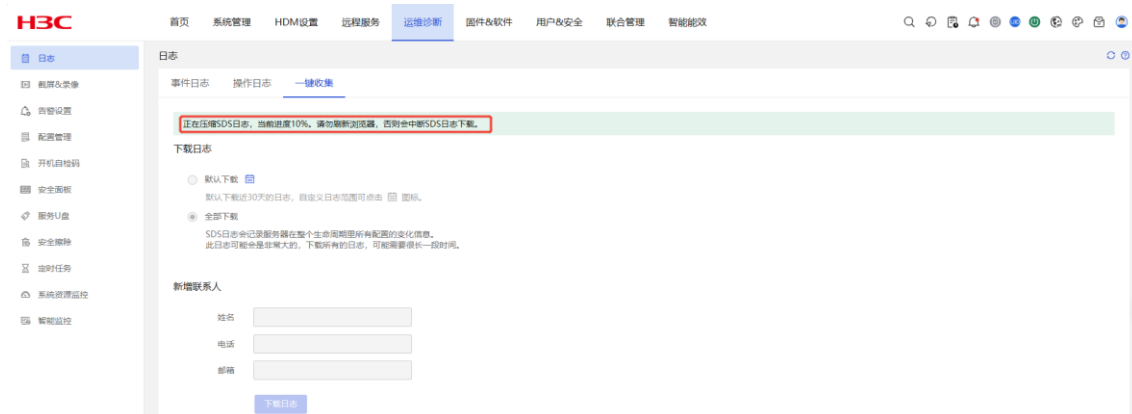 H3C
首页 系统管理 HDM设置 远程服务 运维诊断 固件&软件 用户&安全 联合管理 智能能效
日志
截屏&录像
告警设置
配置管理
开机自检码
安全面板
服务U盘
安全擦除
定时任务
系统资源监控
智能监控
日志
事件日志 操作日志 一键收集
正在压缩SDS日志，当前进度10%。请勿刷新浏览器，否则会中断SDS日志下载。
下载日志
默认下载
默认下载近30天的日志，自定义日志范围可点击 图标。
全部下载
SDS日志会记录服务器在整个生命周期里所有配置的变化信息。
此日志可能会是非常大的，下载所有的日志，可能需要很长一段时间。
新增联系人
姓名
电话
邮箱
下载日志